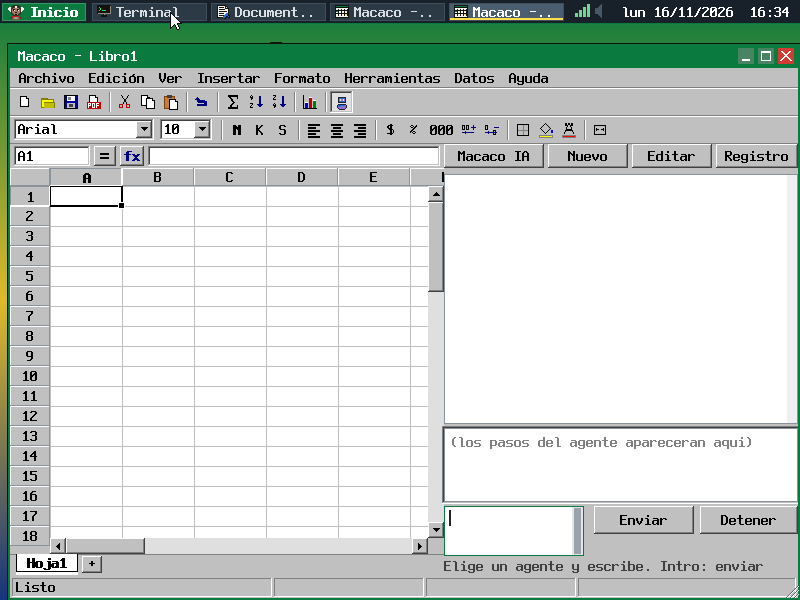 Inicio Terminal Document.. Macaco -.. Macaco -.. lun 16/11/2026 16:34
Macaco - Libro1
Archivo Edición Ver Insertar Formato Herramientas Datos Ayuda
Arial 10 N K S $ % 000
A1 = fx Macaco IA Nuevo Editar Registro
A B C D E
1
2
3
4
5
6
7
8
9
10
11
12
13
(los pasos del agente apareceran aqui)
14
15
16
17
Enviar Detener
18
Elige un agente y escribe. Intro: enviar
Hoja1 +
Listo